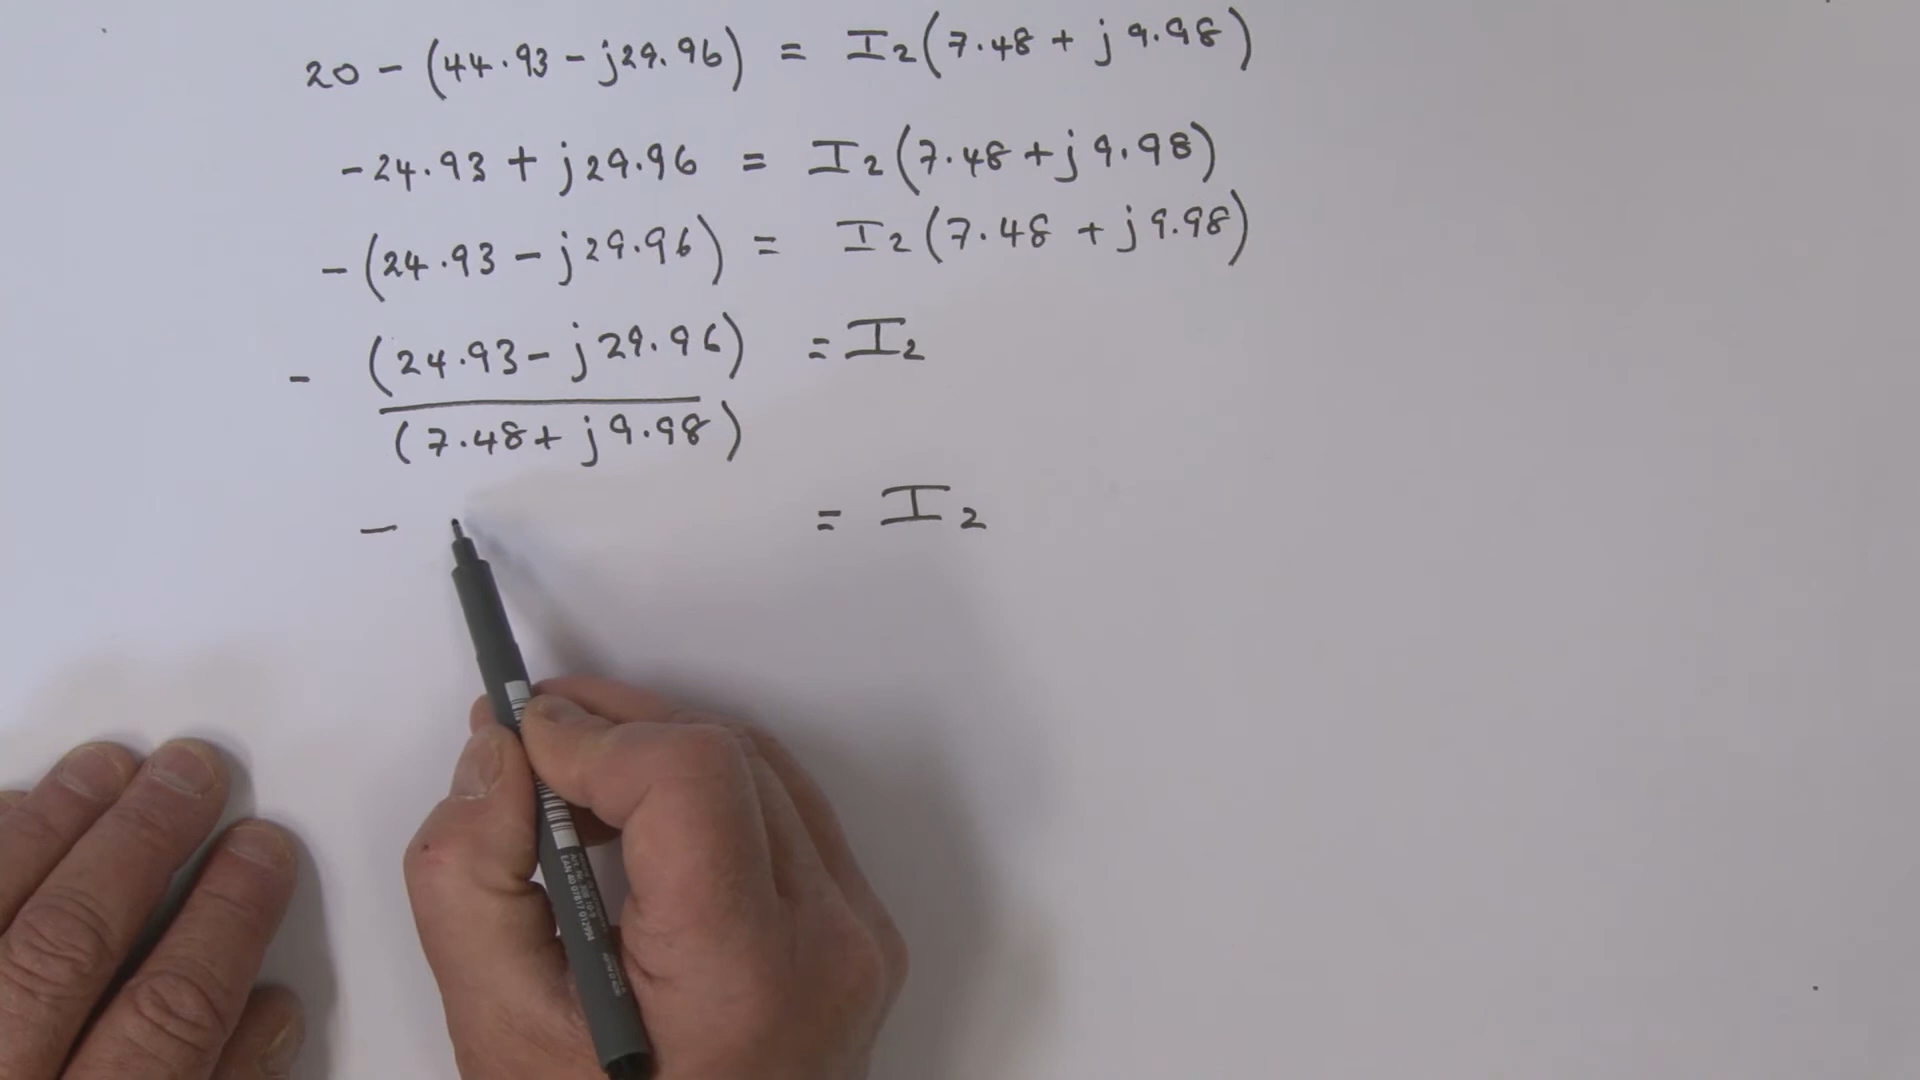 20 - (44.93 - j29.96) = I2(7.48 + j9.98)
-24.93 + j29.96 = I2(7.48 + j9.98)
-(24.93 - j29.96) = I2(7.48 + j9.98)
- (24.93 - j29.96) = I2
(7.48 + j9.98)
- = I2